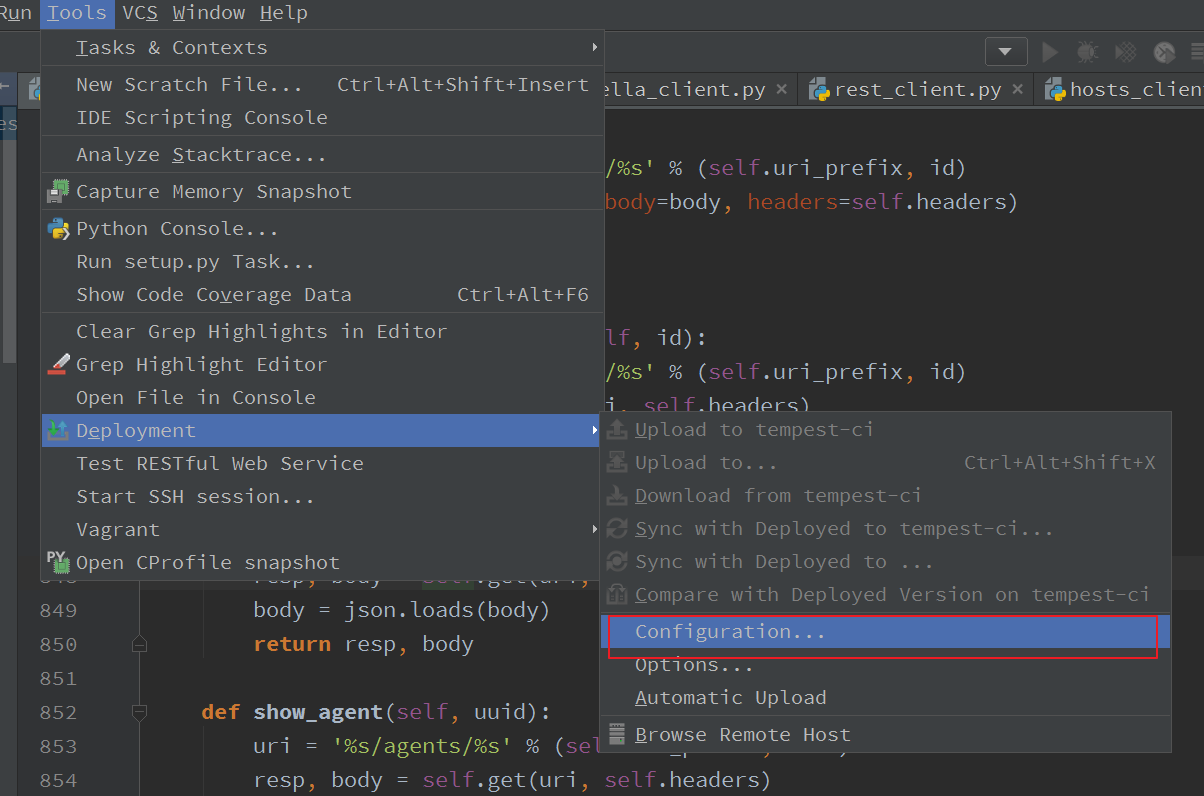 Run Tools VCS Window Help
Tasks & Contexts
New Scratch File... Ctrl+Alt+Shift+Insert
IDE Scripting Console
Analyze Stacktrace...
Capture Memory Snapshot
Python Console...
Run setup.py Task...
Show Code Coverage Data Ctrl+Alt+F6
Clear Grep Highlights in Editor
Grep Highlight Editor
Open File in Console
Deployment
Test RESTful Web Service
Start SSH session...
Vagrant
Open CProfile snapshot
ella_client.py × rest_client.py × hosts_clien
es
/%s' % (self.uri_prefix, id)
body=body, headers=self.headers)
lf, id):
/%s' % (self.uri_prefix, id)
i, self.headers)
Upload to tempest-ci
Upload to... Ctrl+Alt+Shift+X
Download from tempest-ci
Sync with Deployed to tempest-ci...
Sync with Deployed to ...
Compare with Deployed Version on tempest-ci
Configuration...
Options...
Automatic Upload
Browse Remote Host
849 body = json.loads(body)
850 return resp, body
851
852 def show_agent(self, uuid):
853 uri = '%s/agents/%s' % (sel
854 resp, body = self.get(uri, self.headers)